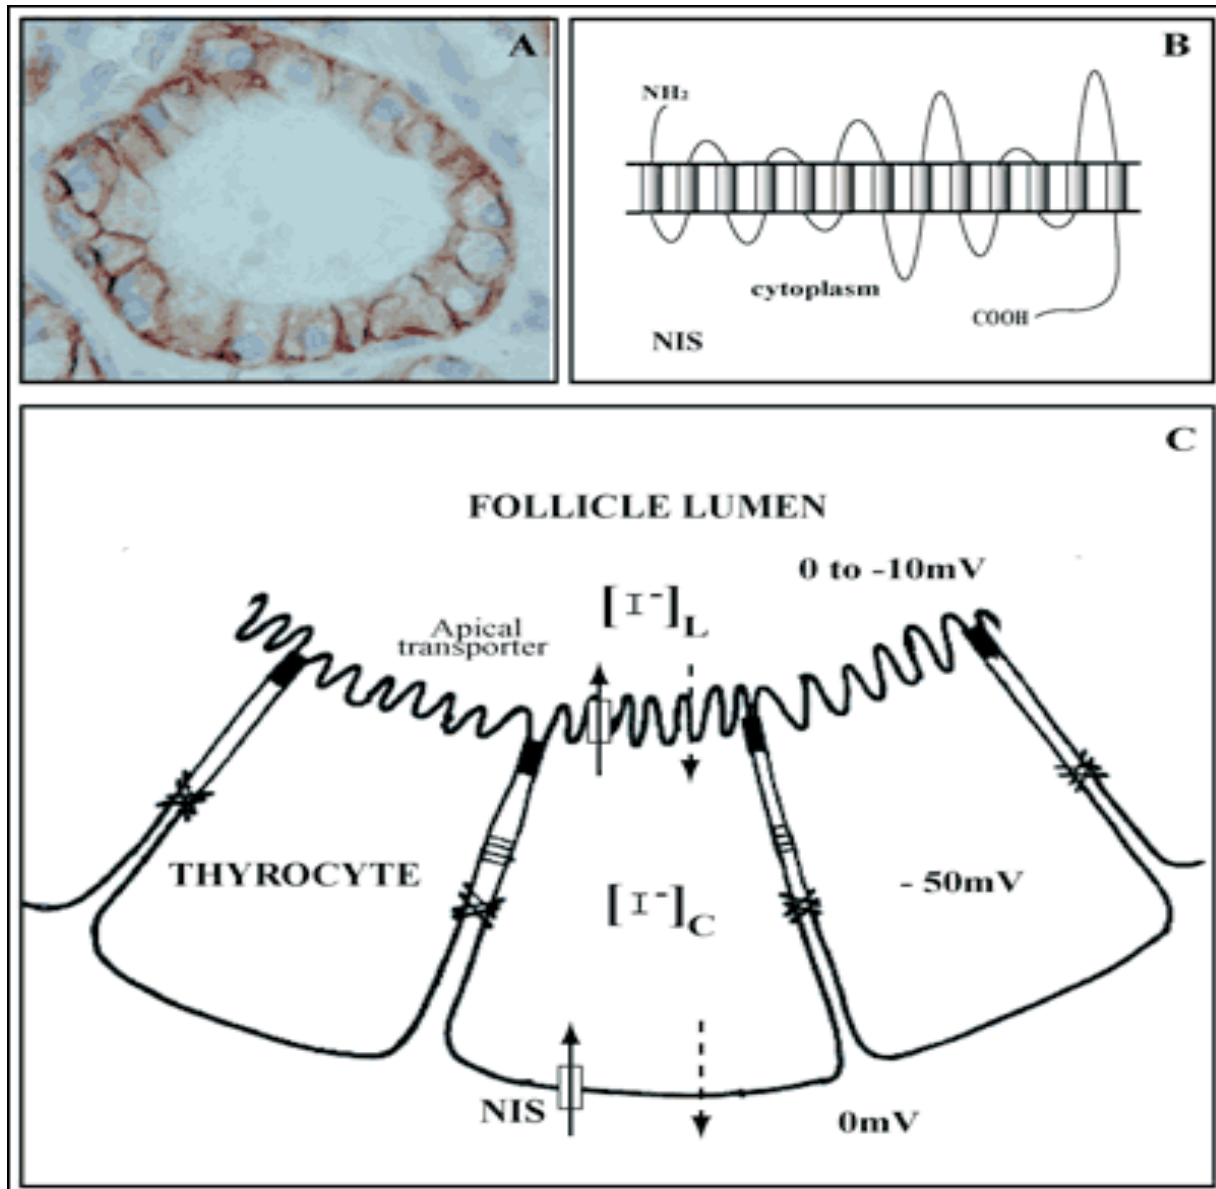 A
B
NH₂
cytoplasm
COOH
NIS
C
FOLLICLE LUMEN
0 to -10mV
[I⁻]L
Apical
transporter
THYROCYTE
- 50mV
[I⁻]C
NIS
0mV